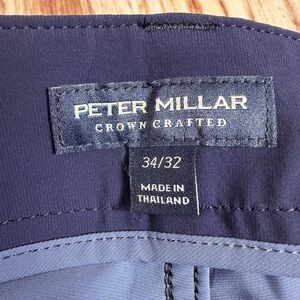 PETER MILLAR
CROWN CRAFTED
34/32
MADE IN
THAILAND